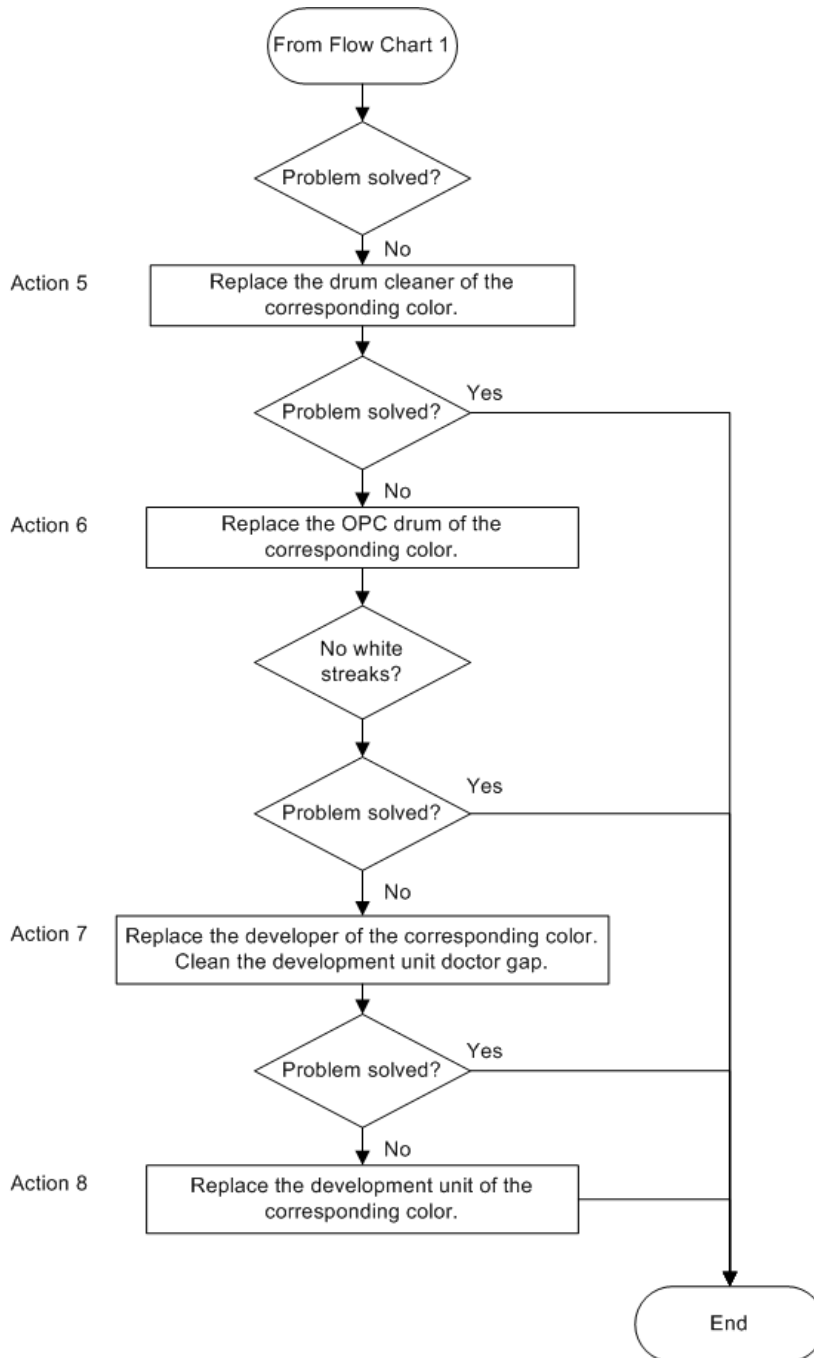 From Flow Chart 1
Problem solved?
No
Action 5
Replace the drum cleaner of the
corresponding color.
Problem solved?
Yes
No
Action 6
Replace the OPC drum of the
corresponding color.
No white
streaks?
Problem solved?
Yes
No
Action 7
Replace the developer of the corresponding color.
Clean the development unit doctor gap.
Problem solved?
Yes
No
Action 8
Replace the development unit of the
corresponding color.
End